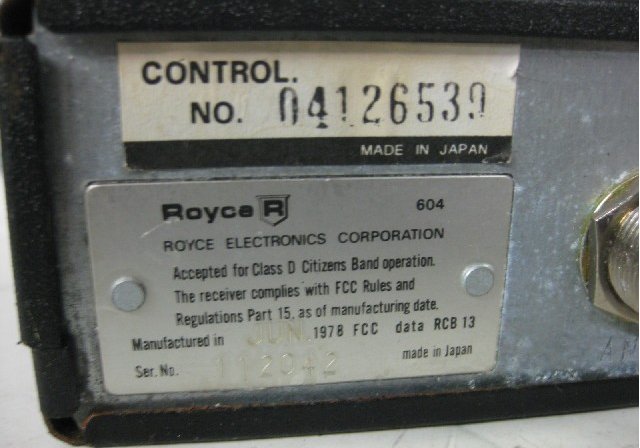 CONTROL.
NO. 04126539
MADE IN JAPAN
Royce R 604
ROYCE ELECTRONICS CORPORATION
Accepted for Class D Citizens Band operation.
The receiver complies with FCC Rules and
Regulations Part 15, as of manufacturing date.
Manufactured in JUN. 1978 FCC data RCB 13
Ser. No. 112042 made in Japan
AN